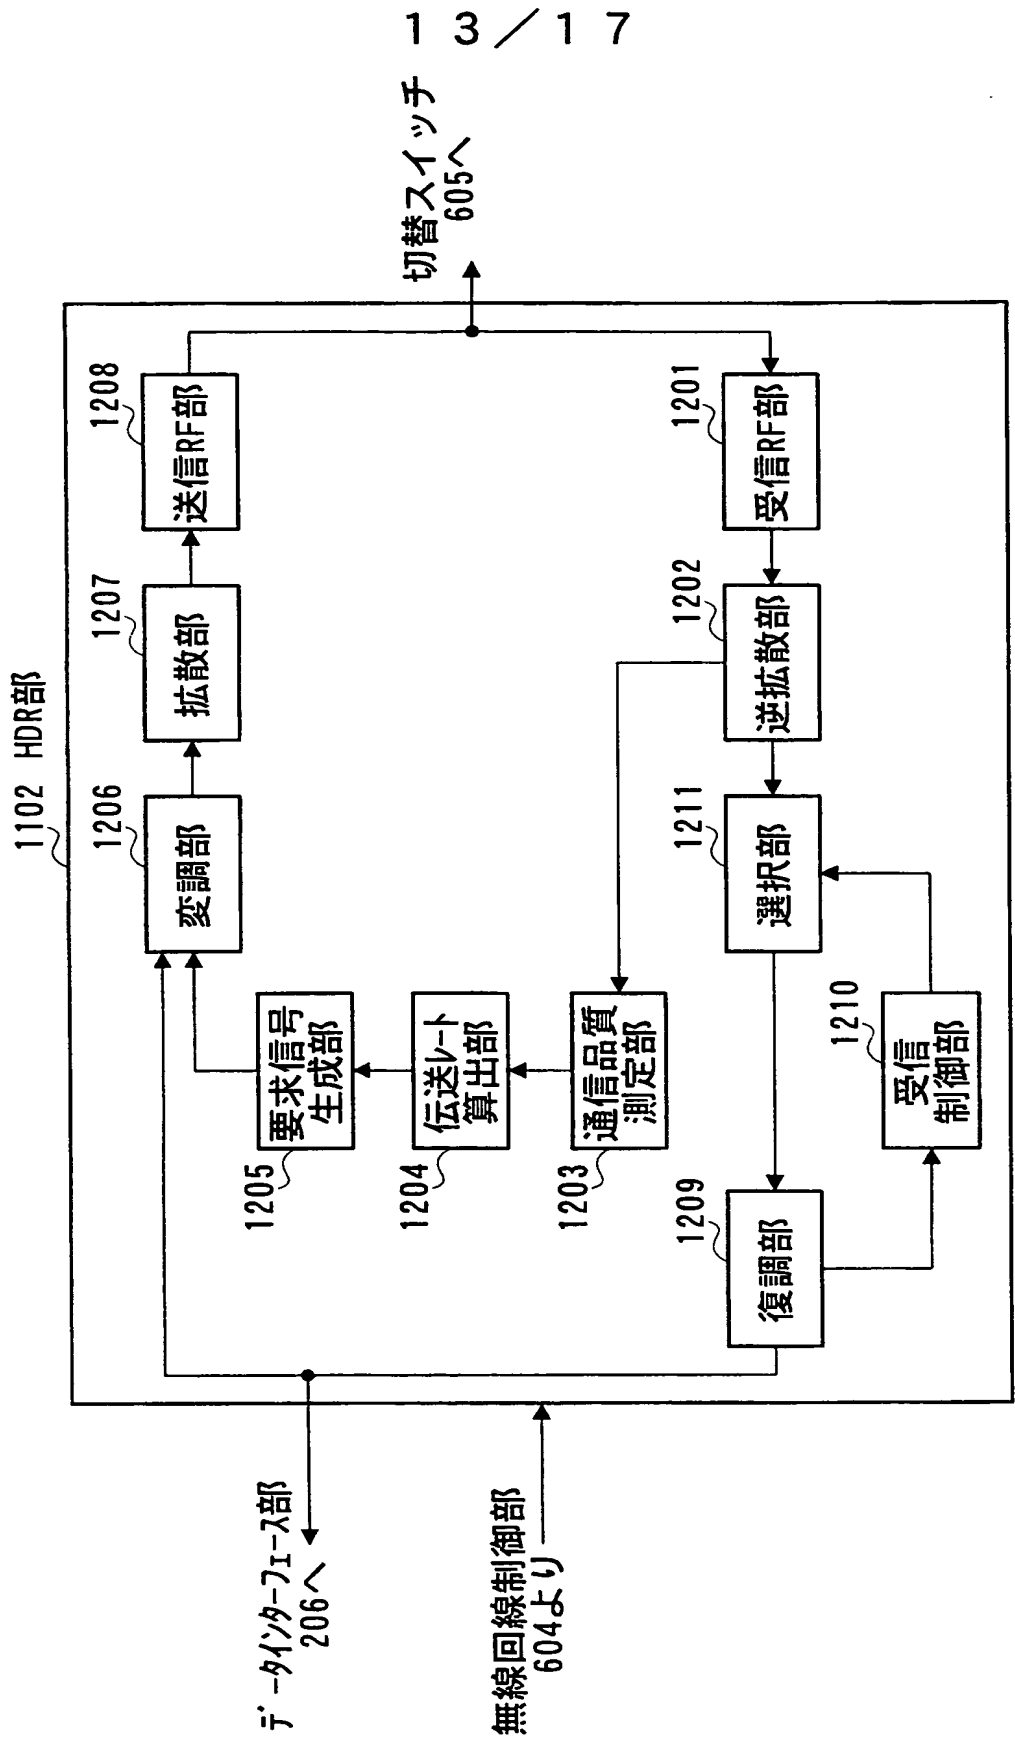 13／17
1102 HDR部
データインターフェース部
206へ
無線回線制御部
604より
切替スイッチ
605へ
1206
変調部
1207
拡散部
1208
送信RF部
1205
要求信号
生成部
1204
伝送レート
算出部
1203
通信品質
測定部
1209
復調部
1211
選択部
1202
逆拡散部
1201
受信RF部
1210
受信
制御部